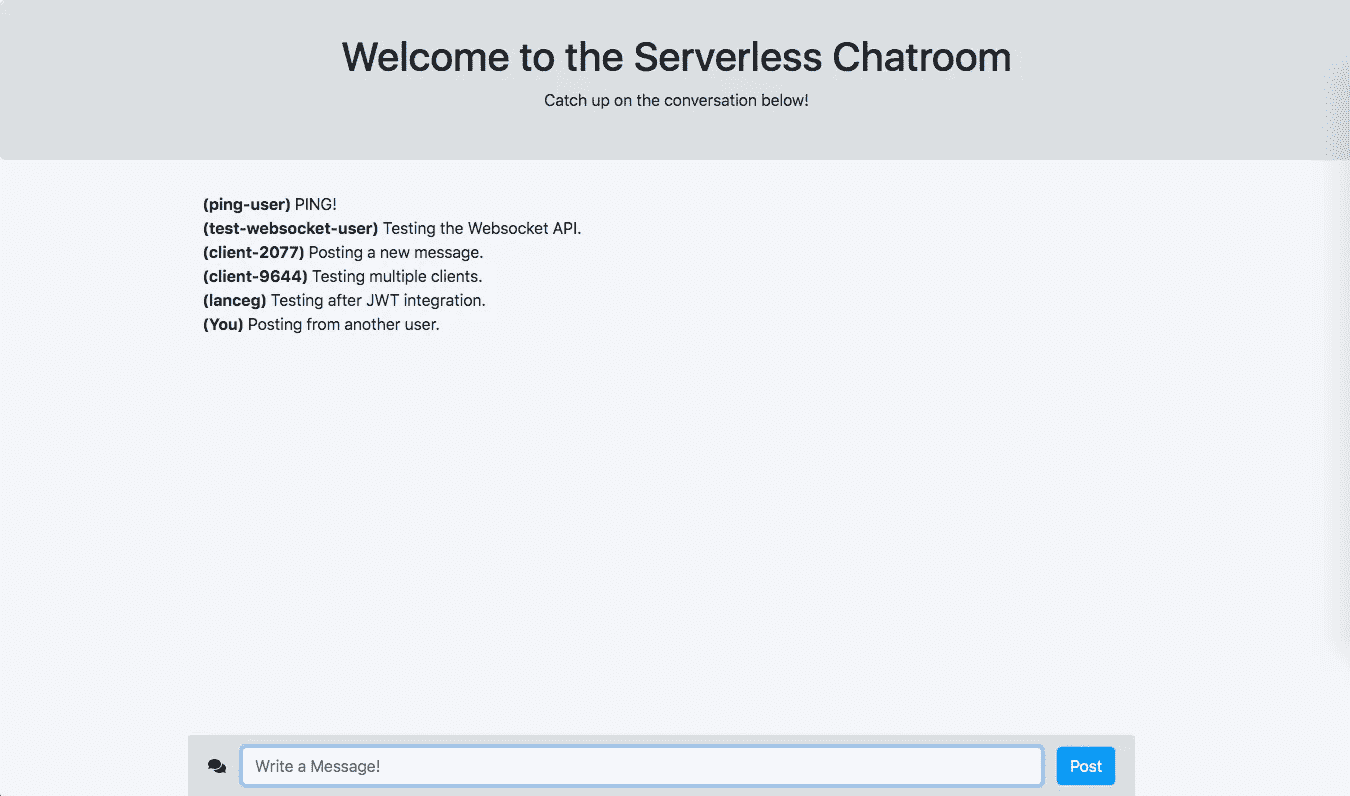 Welcome to the Serverless Chatroom
Catch up on the conversation below!
(ping-user) PING!
(test-websocket-user) Testing the Websocket API.
(client-2077) Posting a new message.
(client-9644) Testing multiple clients.
(lanceg) Testing after JWT integration.
(You) Posting from another user.
Write a Message!
Post